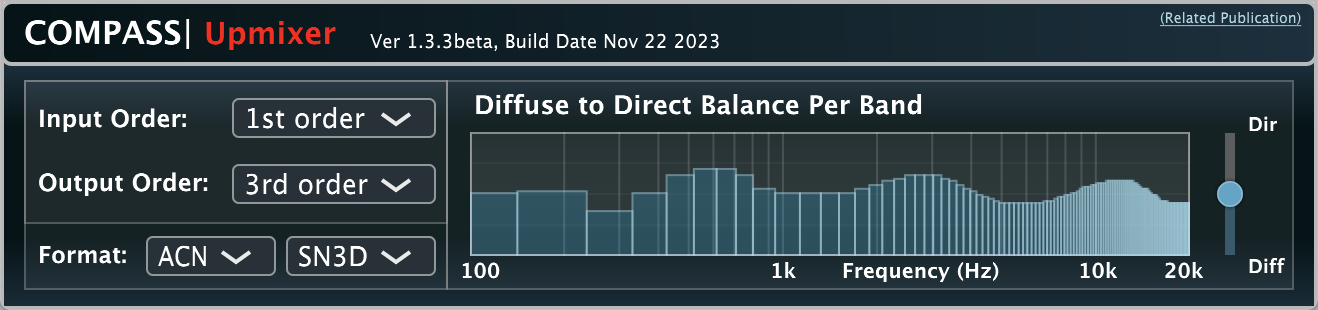 COMPASS| Upmixer Ver 1.3.3beta, Build Date Nov 22 2023
(Related Publication)
Input Order: 1st order
Output Order: 3rd order
Format: ACN SN3D
Diffuse to Direct Balance Per Band
Dir
Diff
100 1k Frequency (Hz) 10k 20k